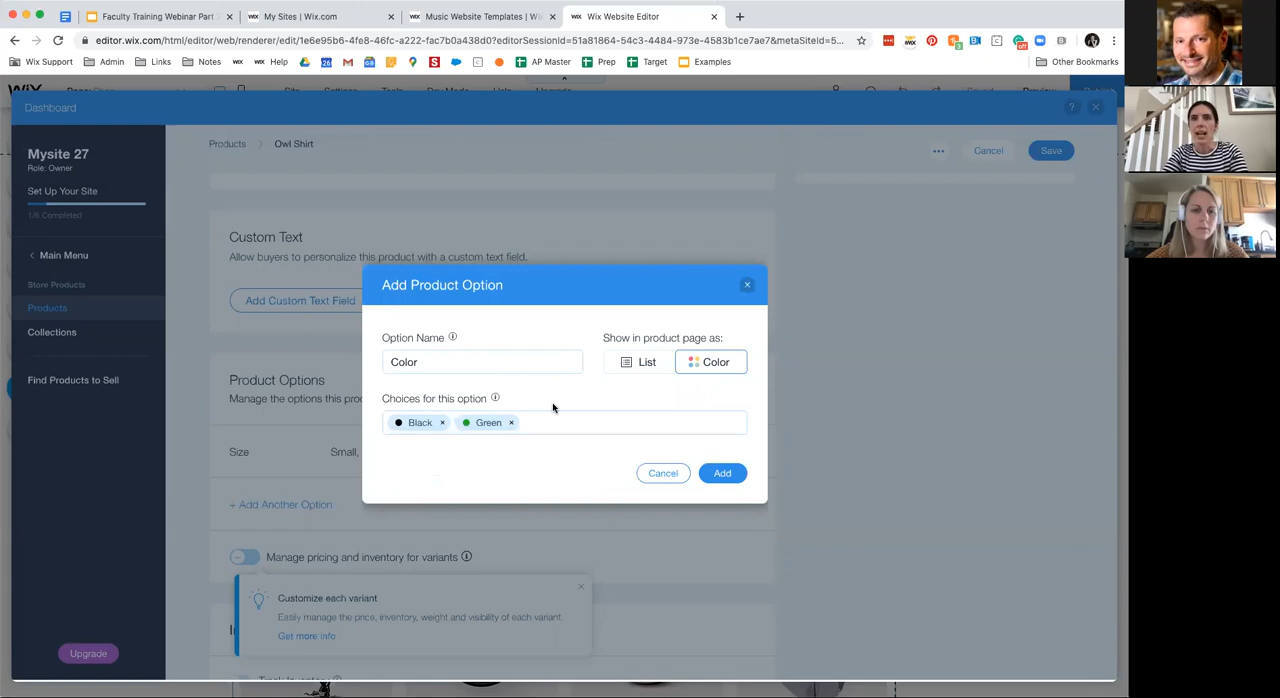 Faculty Training Webinar Part
My Sites | Wix.com
Music Website Templates | Wi
Wix Website Editor
editor.wix.com/html/editor/web/renderer/edit/1e6e95b6-4fe8-46fc-a222-fac7b0a43800?editorSessionId=51a81864-54c3-4484-973e-4583b1ce7ae7&metaSiteId=5...
Wix Support
Admin
Links
Notes
Help
AP Master
Prep
Target
Examples
Other Bookmarks
Dashboard
Mysite 27
Role: Owner
Set Up Your Site
1/6 Completed
Main Menu
Store Products
Products
Collections
Find Products to Sell
Upgrade
Products > Owl Shirt
Cancel
Save
Custom Text
Allow buyers to personalize this product with a custom text field.
Add Custom Text Field
Product Options
Manage the options this pro
Size Small,
+ Add Another Option
Manage pricing and inventory for variants
Customize each variant
Easily manage the price, inventory, weight and visibility of each variant.
Get more info
Add Product Option
Option Name
Show in product page as:
Color
List
Color
Choices for this option
Black
Green
Cancel
Add